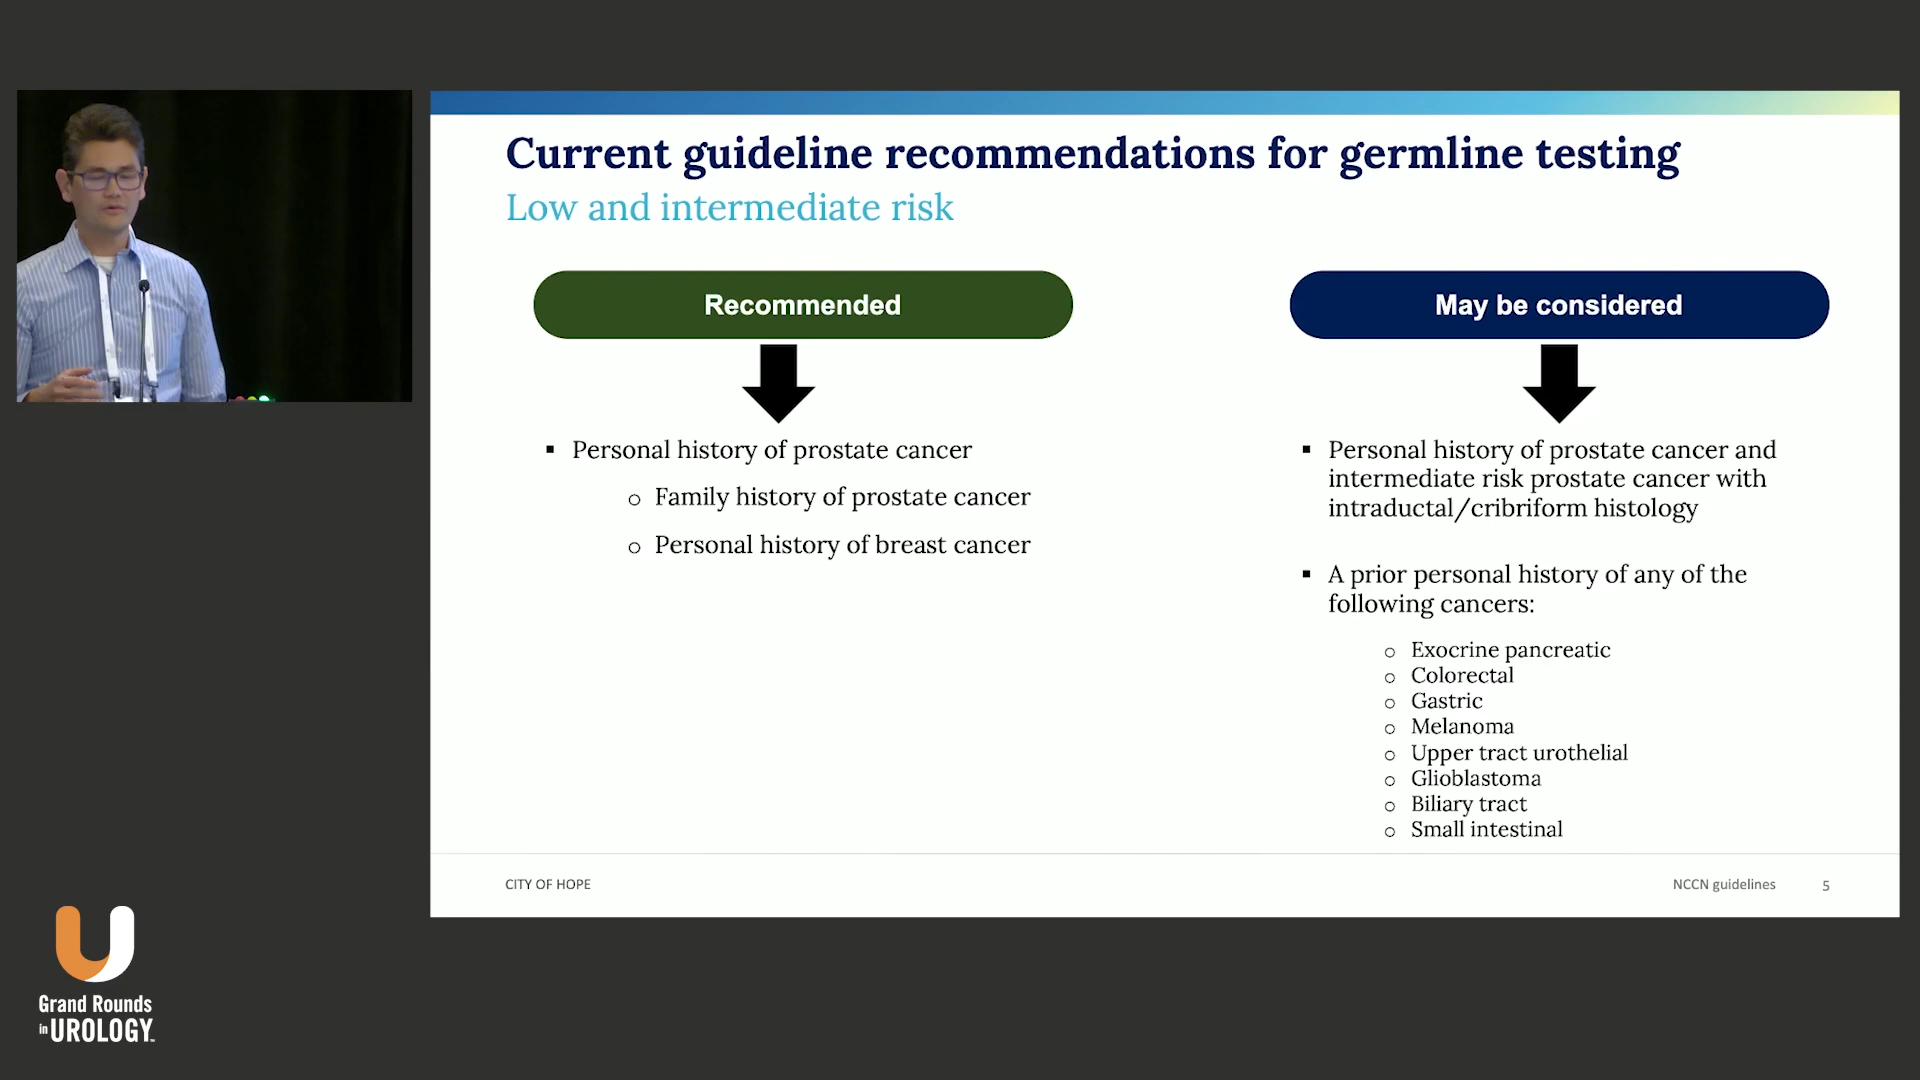 Current guideline recommendations for germline testing
Low and intermediate risk
Recommended
▪ Personal history of prostate cancer
o Family history of prostate cancer
o Personal history of breast cancer
May be considered
▪ Personal history of prostate cancer and
intermediate risk prostate cancer with
intraductal/cribriform histology
▪ A prior personal history of any of the
following cancers:
o Exocrine pancreatic
o Colorectal
o Gastric
o Melanoma
o Upper tract urothelial
o Glioblastoma
o Biliary tract
o Small intestinal
CITY OF HOPE
NCCN guidelines
5
Grand Rounds
in UROLOGY™